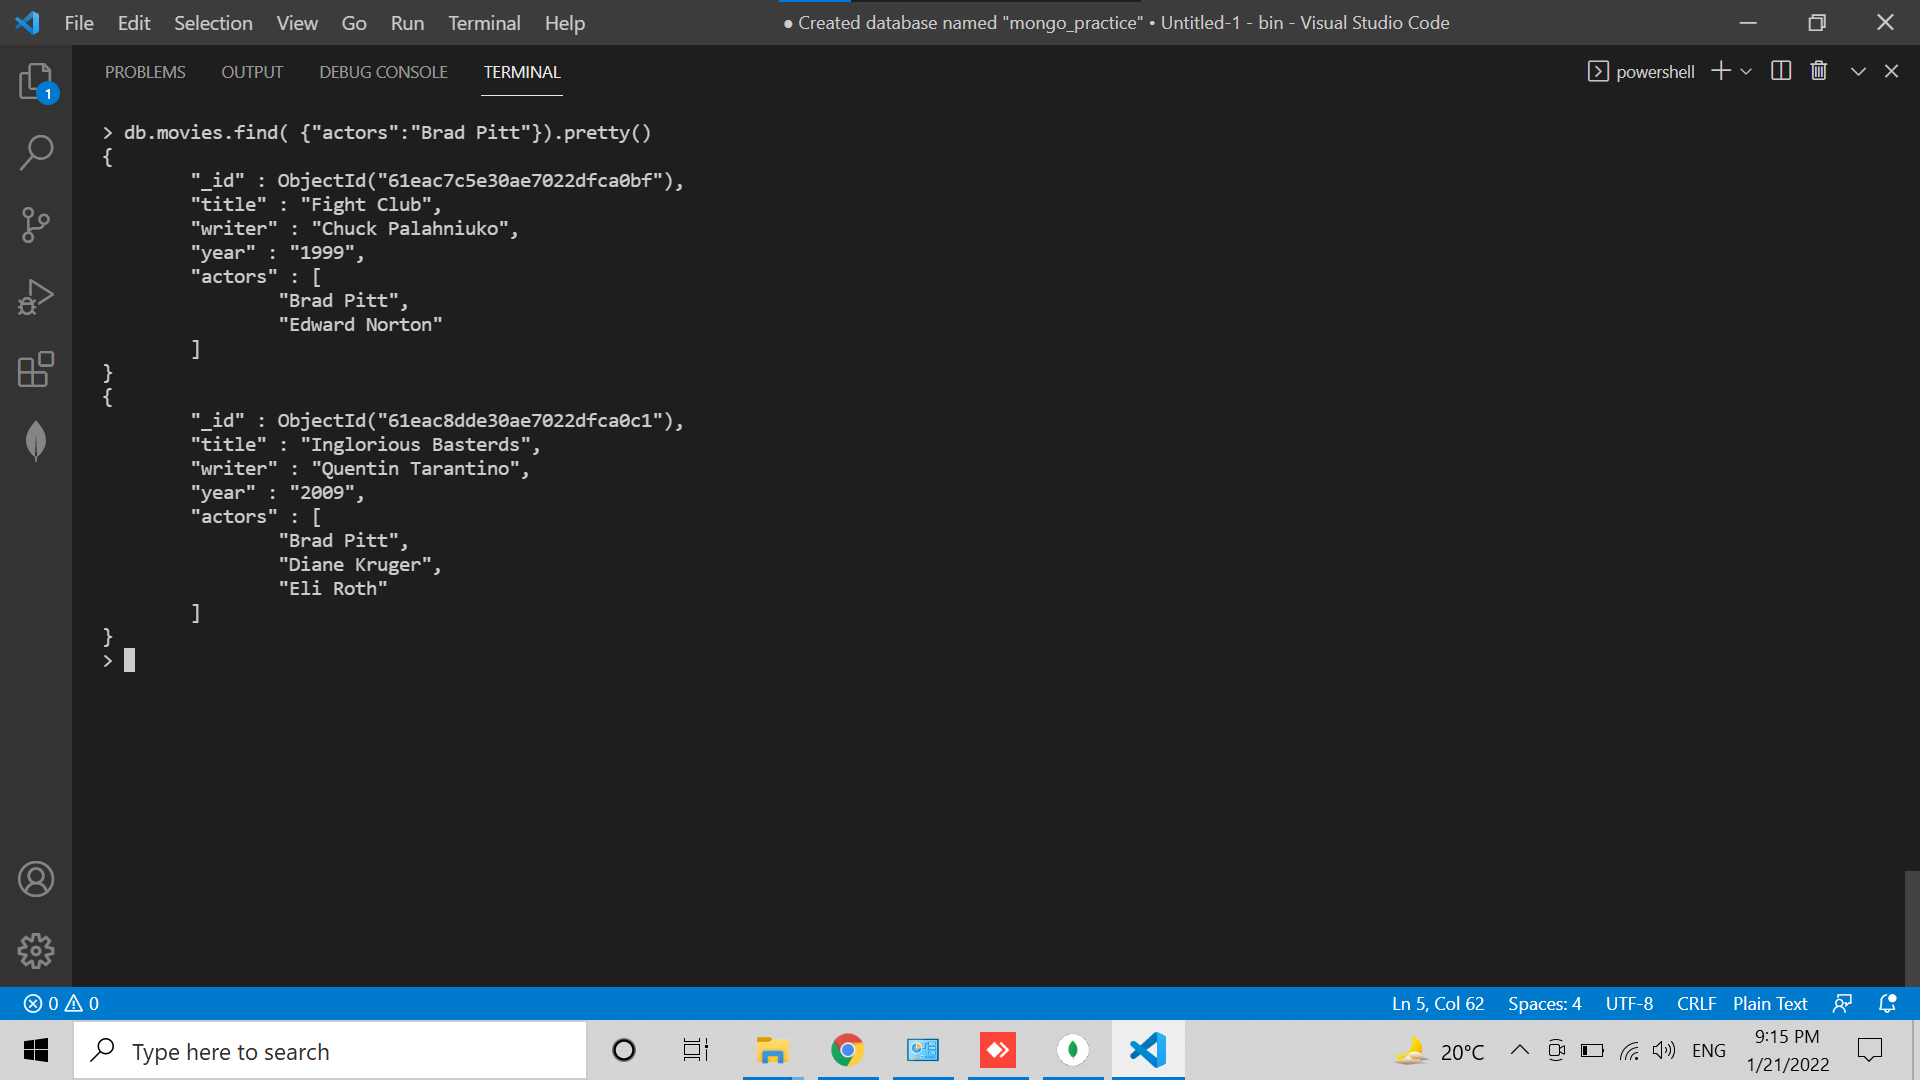 File Edit Selection View Go Run Terminal Help
● Created database named "mongo_practice" • Untitled-1 - bin - Visual Studio Code
PROBLEMS OUTPUT DEBUG CONSOLE TERMINAL
powershell
1
> db.movies.find( {"actors":"Brad Pitt"}).pretty()
{
"_id" : ObjectId("61eac7c5e30ae7022dfca0bf"),
"title" : "Fight Club",
"writer" : "Chuck Palahniuko",
"year" : "1999",
"actors" : [
"Brad Pitt",
"Edward Norton"
]
}
{
"_id" : ObjectId("61eac8dde30ae7022dfca0c1"),
"title" : "Inglorious Basterds",
"writer" : "Quentin Tarantino",
"year" : "2009",
"actors" : [
"Brad Pitt",
"Diane Kruger",
"Eli Roth"
]
}
>
0 0
Ln 5, Col 62 Spaces: 4 UTF-8 CRLF Plain Text
Type here to search
20°C
ENG
9:15 PM
1/21/2022